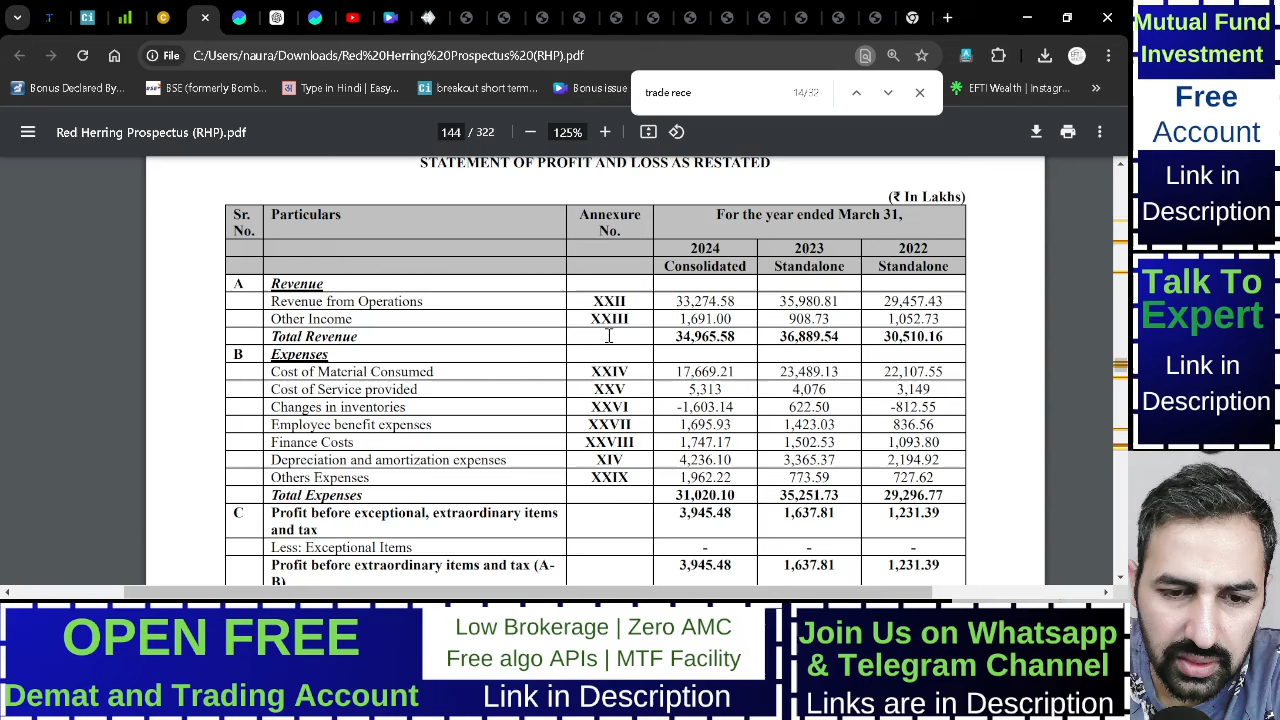 Mutual Fund
Investment
Free
Account
Link in
Description
Talk To
Expert
Link in
Description
File
C:/Users/naura/Downloads/Red%20Herring%20Prospectus%20(RHP).pdf
Bonus Declared By...
BSE (formerly Bomb...
Type in Hindi | Easy...
breakout short term...
Bonus issue
EFTI Wealth | Instagr...
trade rece
14/32
Red Herring Prospectus (RHP).pdf
144 / 322
125%
STATEMENT OF PROFIT AND LOSS AS RESTATED
(₹ In Lakhs)
Sr. No. Particulars Annexure No. For the year ended March 31,
2024 2023 2022
Consolidated Standalone Standalone
A Revenue
Revenue from Operations XXII 33,274.58 35,980.81 29,457.43
Other Income XXIII 1,691.00 908.73 1,052.73
Total Revenue 34,965.58 36,889.54 30,510.16
B Expenses
Cost of Material Consumed XXIV 17,669.21 23,489.13 22,107.55
Cost of Service provided XXV 5,313 4,076 3,149
Changes in inventories XXVI -1,603.14 622.50 -812.55
Employee benefit expenses XXVII 1,695.93 1,423.03 836.56
Finance Costs XXVIII 1,747.17 1,502.53 1,093.80
Depreciation and amortization expenses XIV 4,236.10 3,365.37 2,194.92
Others Expenses XXIX 1,962.22 773.59 727.62
Total Expenses 31,020.10 35,251.73 29,296.77
C Profit before exceptional, extraordinary items 3,945.48 1,637.81 1,231.39
and tax
Less: Exceptional Items - - -
Profit before extraordinary items and tax (A- 3,945.48 1,637.81 1,231.39
B)
OPEN FREE
Demat and Trading Account
Low Brokerage | Zero AMC
Free algo APIs | MTF Facility
Link in Description
Join Us on Whatsapp
& Telegram Channel
Links are in Description